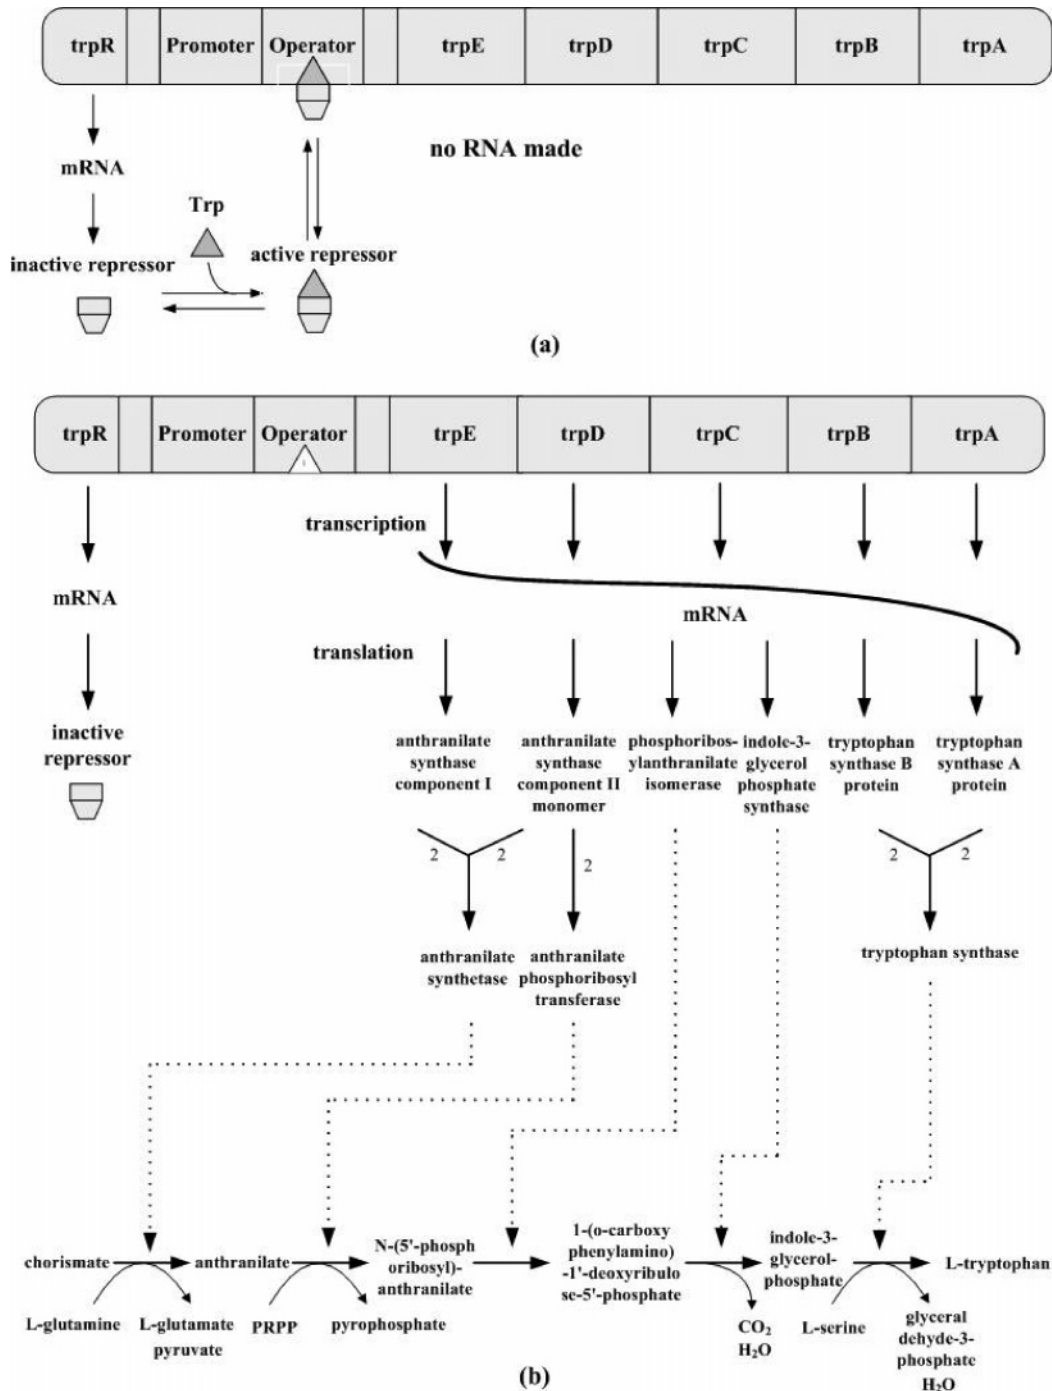 trpR Promoter Operator trpE trpD trpC trpB trpA
no RNA made
mRNA
Trp
inactive repressor
active repressor
(a)
trpR Promoter Operator trpE trpD trpC trpB trpA
transcription
mRNA
mRNA
translation
inactive
repressor
anthranilate
synthase
component I
anthranilate
synthase
component II
monomer
phosphoribos-
ylanthranilate
isomerase
indole-3-
glycerol
phosphate
synthase
tryptophan
synthase B
protein
tryptophan
synthase A
protein
2 2
2
2 2
anthranilate
synthetase
anthranilate
phosphoribosyl
transferase
tryptophan synthase
chorismate
anthranilate
N-(5'-phosph
oribosyl)-
anthranilate
1-(o-carboxy
phenylamino)
-1'-deoxyribulo
se-5'-phosphate
indole-3-
glycerol-
phosphate
L-tryptophan
L-glutamine
L-glutamate
pyruvate
PRPP
pyrophosphate
CO₂
H₂O
L-serine
glyceral
dehyde-3-
phosphate
H₂O
(b)